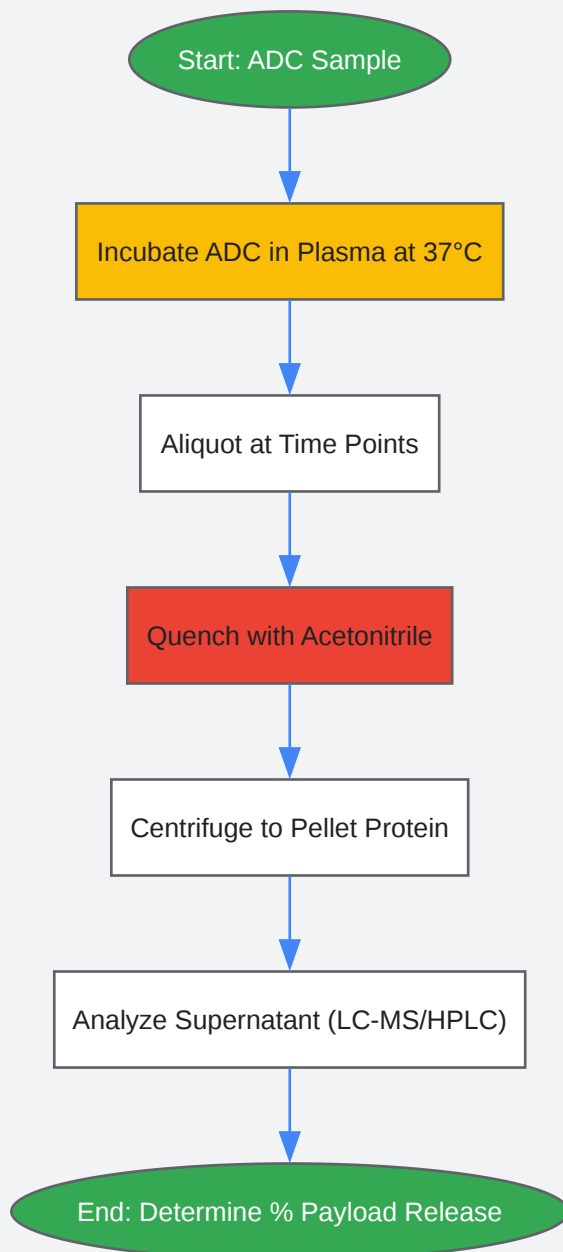 Start: ADC Sample
Incubate ADC in Plasma at 37°C
Aliquot at Time Points
Quench with Acetonitrile
Centrifuge to Pellet Protein
Analyze Supernatant (LC-MS/HPLC)
End: Determine % Payload Release